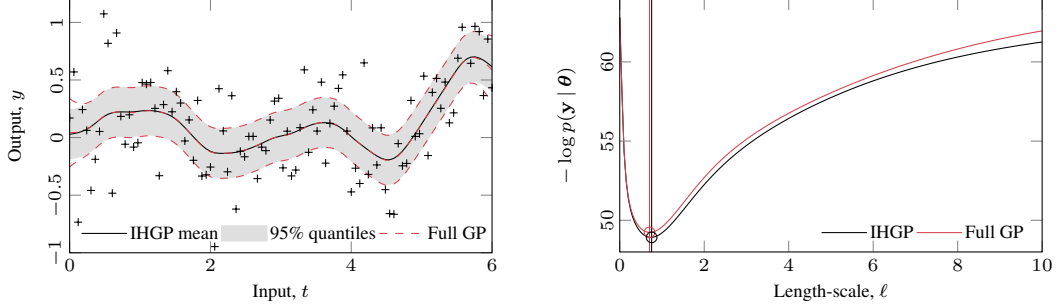 1
0.5
0
−0.5
−1
Output, y
IHGP mean 95% quantiles Full GP
0 2 4 6
Input, t
60
55
50
− log p(y | θ)
IHGP Full GP
0 2 4 6 8 10
Length-scale, ℓ